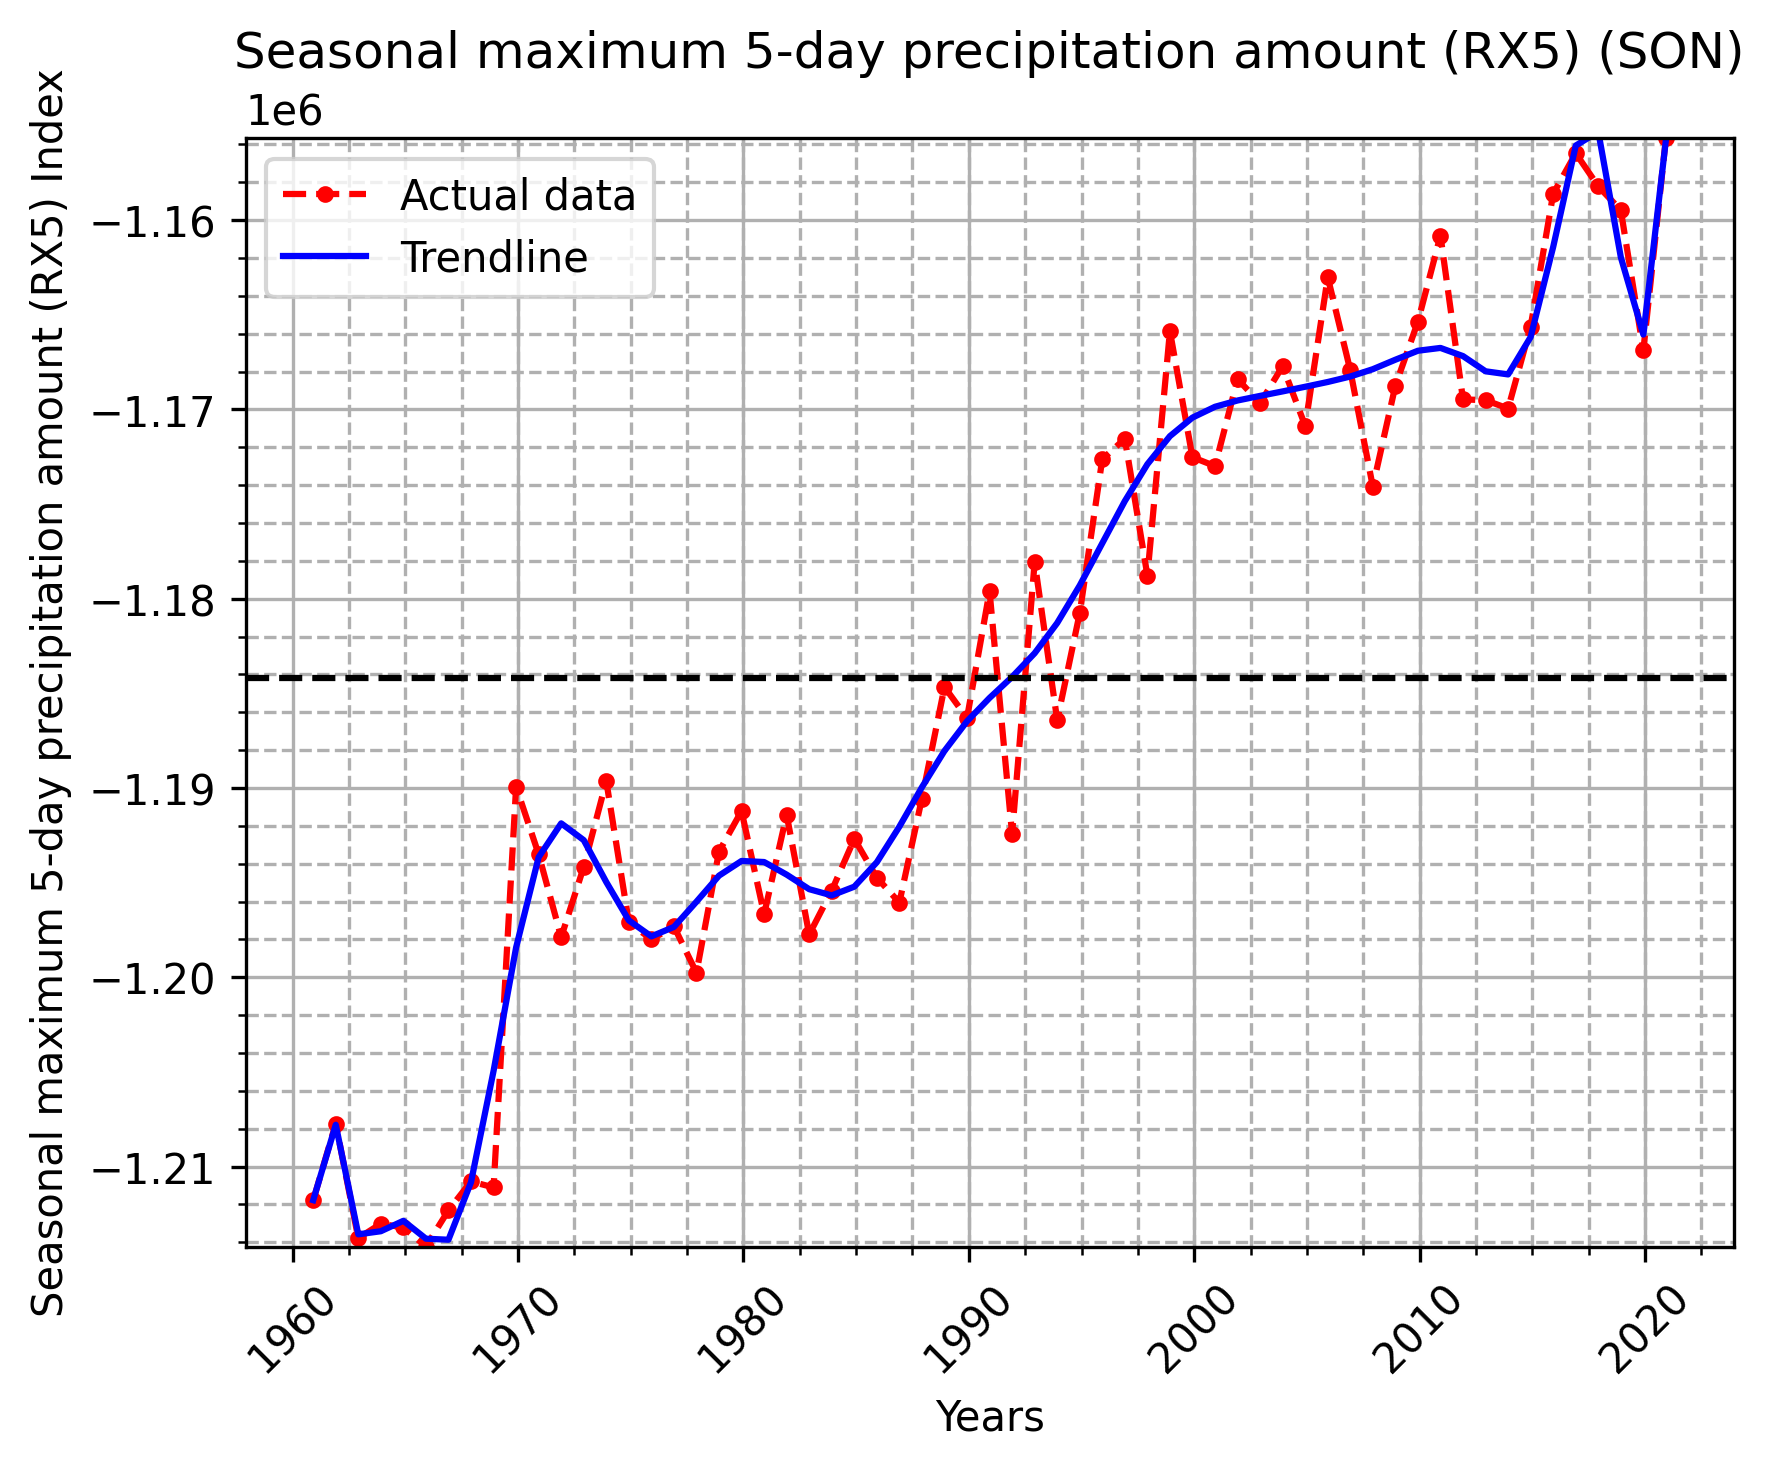 Seasonal maximum 5-day precipitation amount (RX5) (SON)
1e6
Actual data
Trendline
Seasonal maximum 5-day precipitation amount (RX5) Index
−1.16
−1.17
−1.18
−1.19
−1.20
−1.21
1960
1970
1980
1990
2000
2010
2020
Years